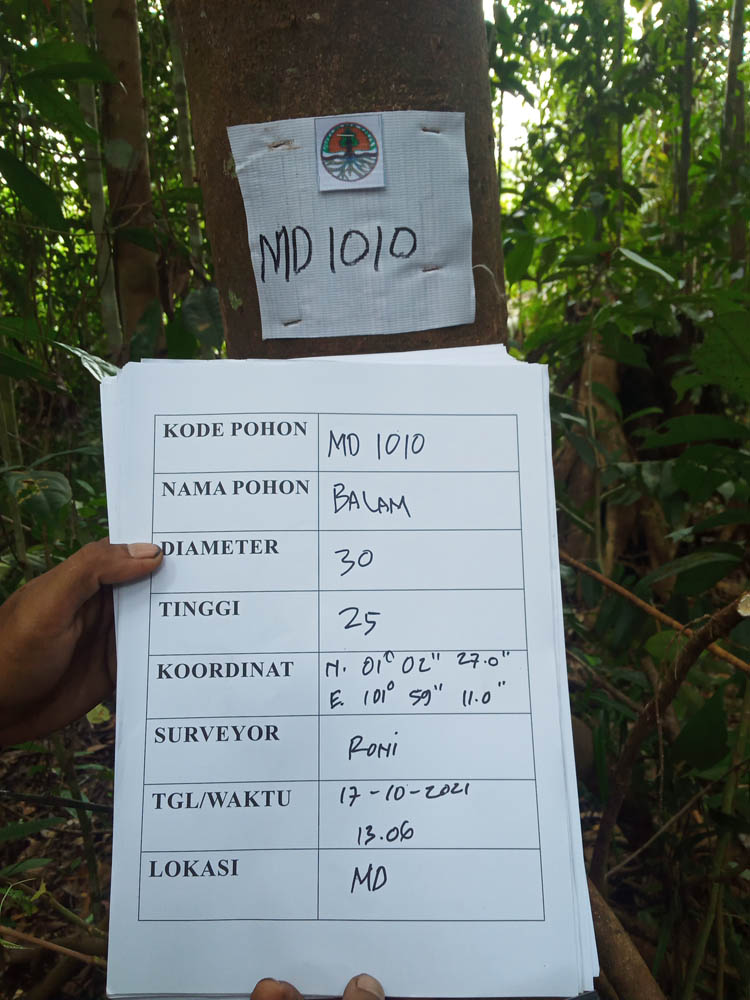 MD 1010
KODE POHON MD 1010
NAMA POHON BALAM
DIAMETER 30
TINGGI 25
KOORDINAT N. 01° 02" 27.0"
E. 101° 59" 11.0"
SURVEYOR RONI
TGL/WAKTU 17-10-2021
13.06
LOKASI MD